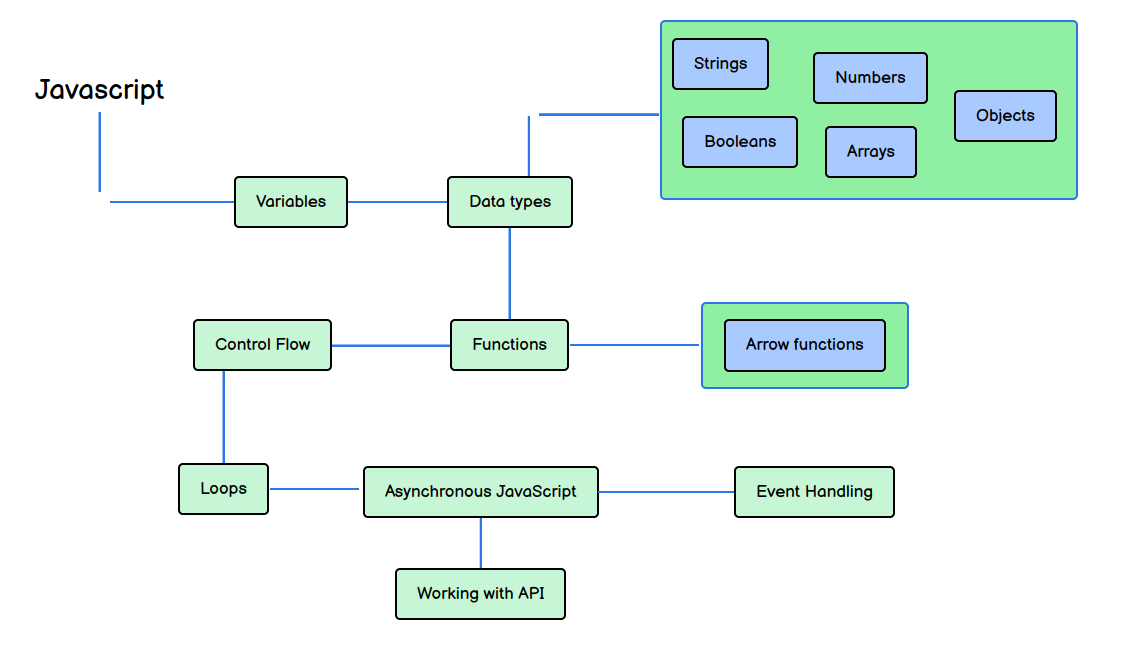 Javascript
Strings
Numbers
Objects
Booleans
Arrays
Variables
Data types
Control Flow
Functions
Arrow functions
Loops
Asynchronous JavaScript
Event Handling
Working with API